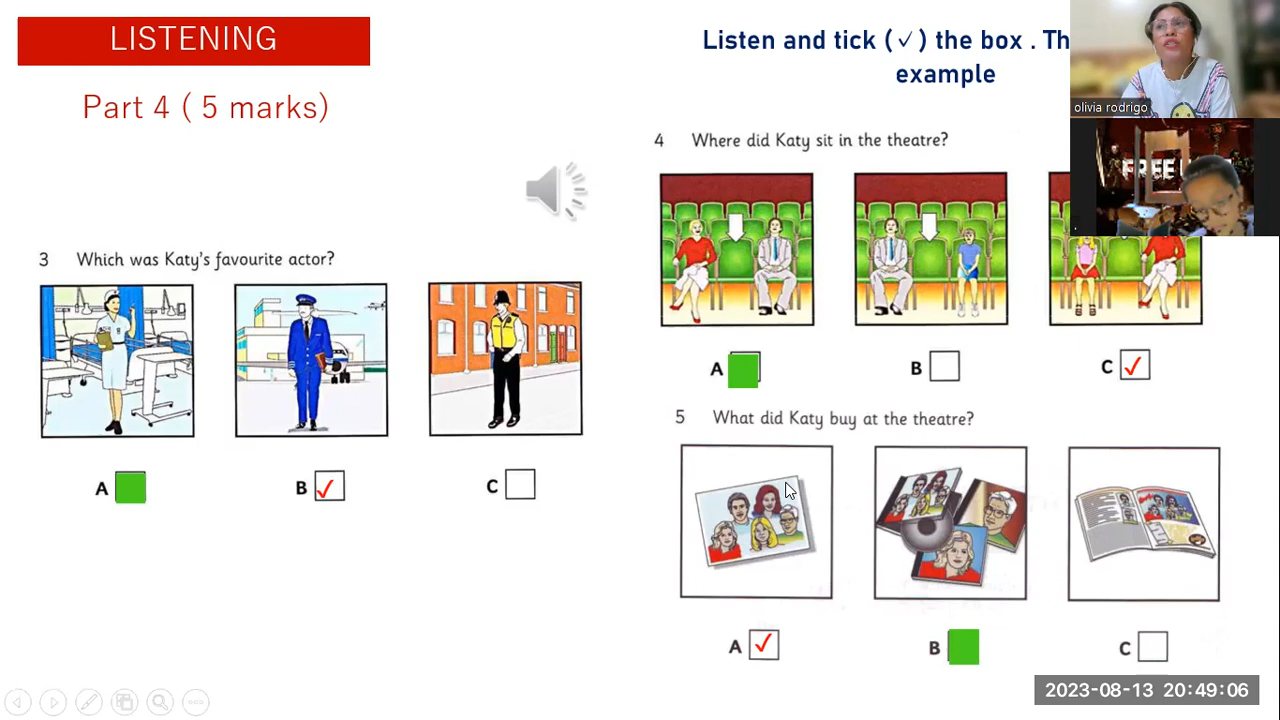 LISTENING
Part 4 ( 5 marks)
Listen and tick (✓) the box . Th
example
3 Which was Katy's favourite actor?
A
B ✓
C
4 Where did Katy sit in the theatre?
A
B
C ✓
5 What did Katy buy at the theatre?
A ✓
B
C
olivia rodrigo
FREE
2023-08-13 20:49:06